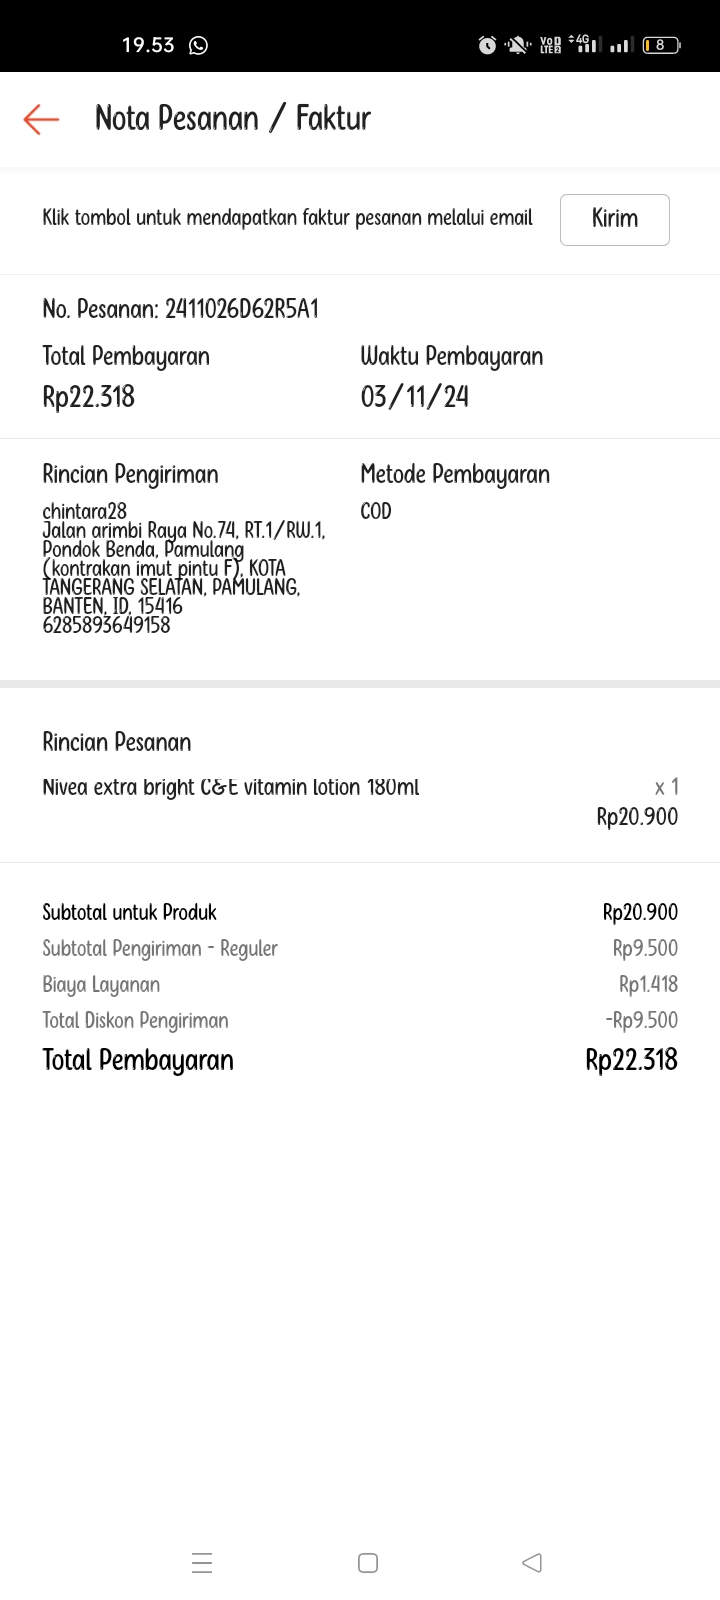 19.53
VoD LTE2 4G 8
Nota Pesanan / Faktur
Klik tombol untuk mendapatkan faktur pesanan melalui email
Kirim
No. Pesanan: 2411026D62R5A1
Total Pembayaran Waktu Pembayaran
Rp22.318 03/11/24
Rincian Pengiriman Metode Pembayaran
chintara28 COD
Jalan arimbi Raya No.74, RT.1/RW.1,
Pondok Benda, Pamulang
(kontrakan imut pintu F), KOTA
TANGERANG SELATAN, PAMULANG,
BANTEN, ID, 15416
6285893649158
Rincian Pesanan
Nivea extra bright C&E vitamin lotion 180ml x 1
Rp20.900
Subtotal untuk Produk Rp20.900
Subtotal Pengiriman - Reguler Rp9.500
Biaya Layanan Rp1.418
Total Diskon Pengiriman -Rp9.500
Total Pembayaran Rp22.318